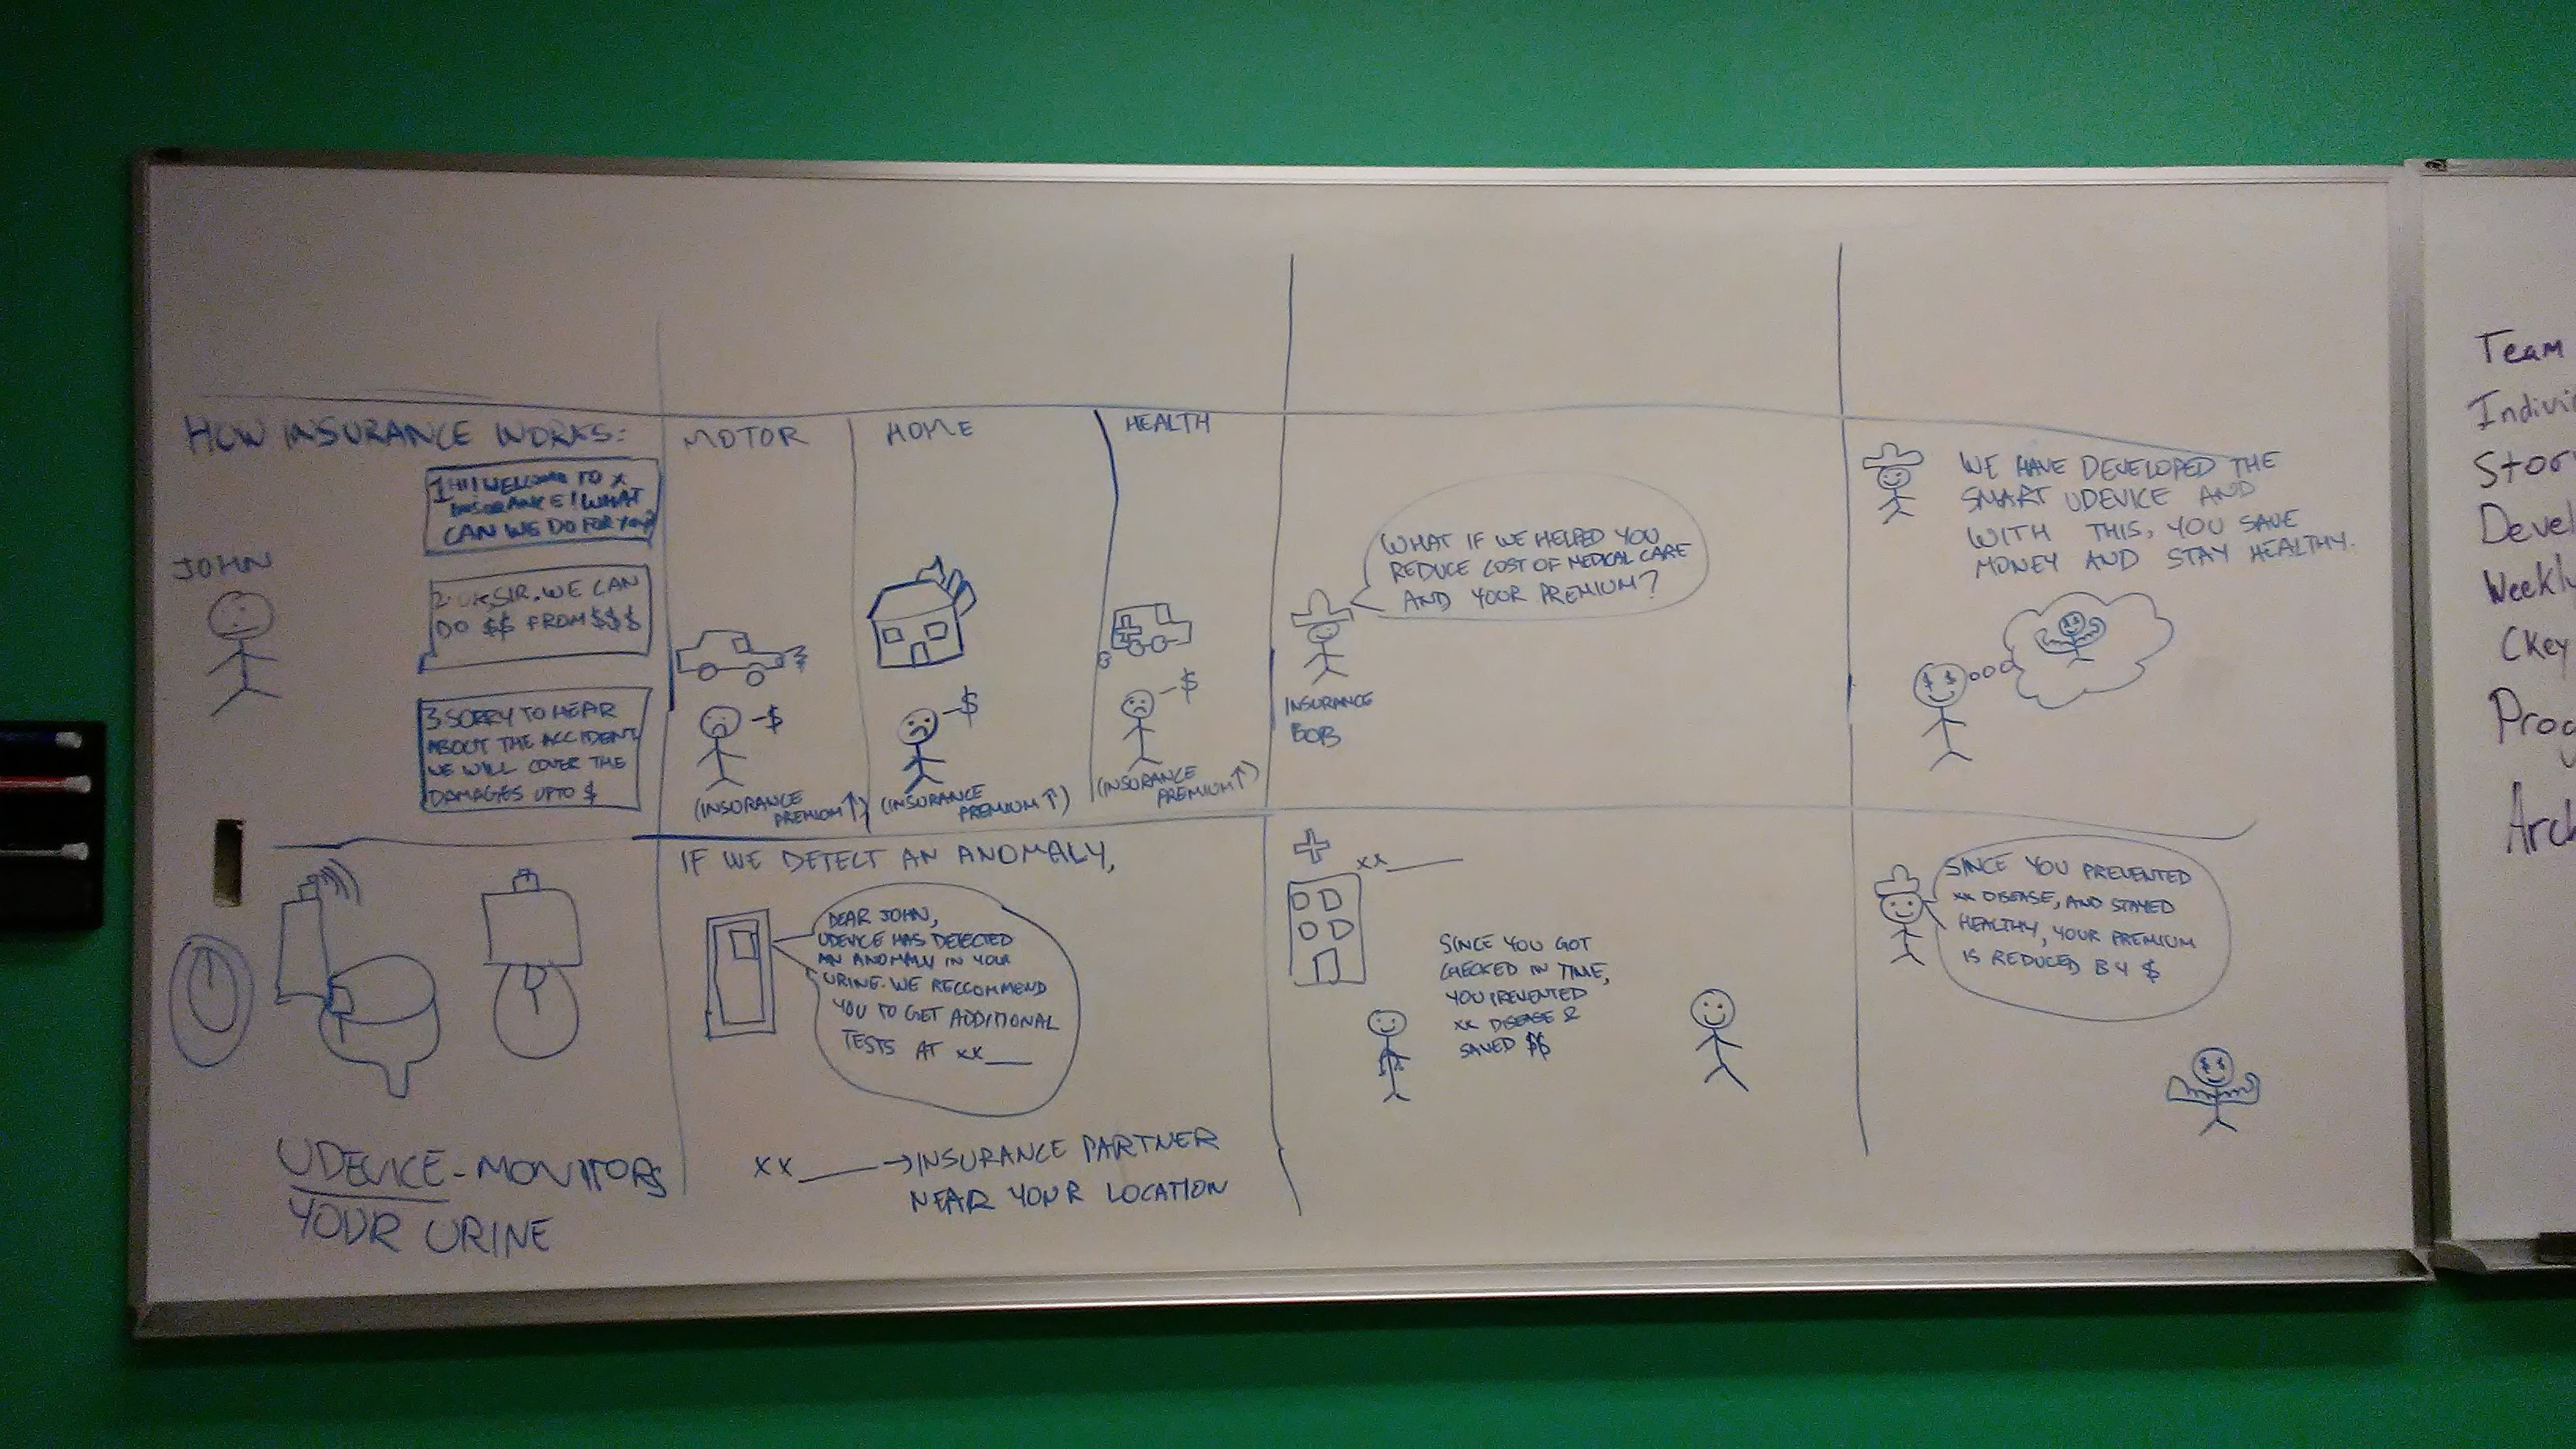 HOW INSURANCE WORKS:
JOHN
1 HI! WELCOME TO X
INSURANCE! WHAT
CAN WE DO FOR YOU?
2 OK, SIR. WE CAN
DO $$ FROM $$$
3 SORRY TO HEAR
ABOUT THE ACCIDENT
WE WILL COVER THE
DAMAGES UPTO $
MOTOR
-$
(INSURANCE
PREMIUM ↑)
HOME
-$
(INSURANCE
PREMIUM ↑)
HEALTH
-$
(INSURANCE
PREMIUM ↑)
WHAT IF WE HELPED YOU
REDUCE COST OF MEDICAL CARE
AND YOUR PREMIUM?
INSURANCE
BOB
WE HAVE DEVELOPED THE
SMART UDEVICE AND
WITH THIS, YOU SAVE
MONEY AND STAY HEALTHY.
UDEVICE - MONITORS
YOUR URINE
IF WE DETECT AN ANOMALY,
DEAR JOHN,
UDEVICE HAS DETECTED
AN ANOMALY IN YOUR
URINE. WE RECCOMMEND
YOU TO GET ADDITIONAL
TESTS AT XX___
XX____ → INSURANCE PARTNER
NEAR YOUR LOCATION
XX____
SINCE YOU GOT
CHECKED IN TIME,
YOU PREVENTED
XX DISEASE &
SAVED $$
SINCE YOU PREVENTED
XX DISEASE, AND STAYED
HEALTHY, YOUR PREMIUM
IS REDUCED BY $
Team
Indivi
Stor
Devel
Weekly
Key
Proc
Arch